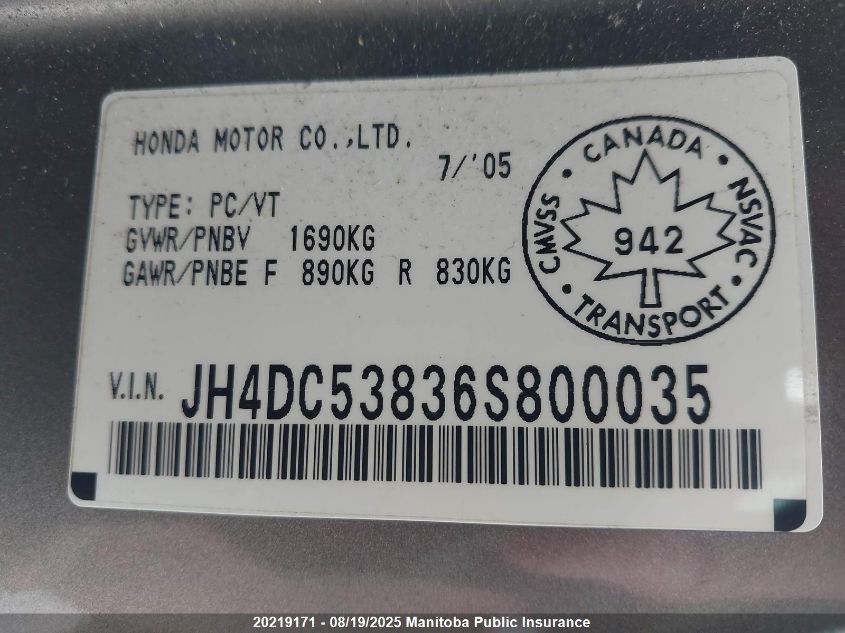 HONDA MOTOR CO.,LTD.
7/'05
TYPE: PC/VT
GVWR/PNBV 1690KG
GAWR/PNBE F 890KG R 830KG
CANADA
CMVSS
942
NSVAC
TRANSPORT
V.I.N. JH4DC53836S800035
20219171 - 08/19/2025 Manitoba Public Insurance